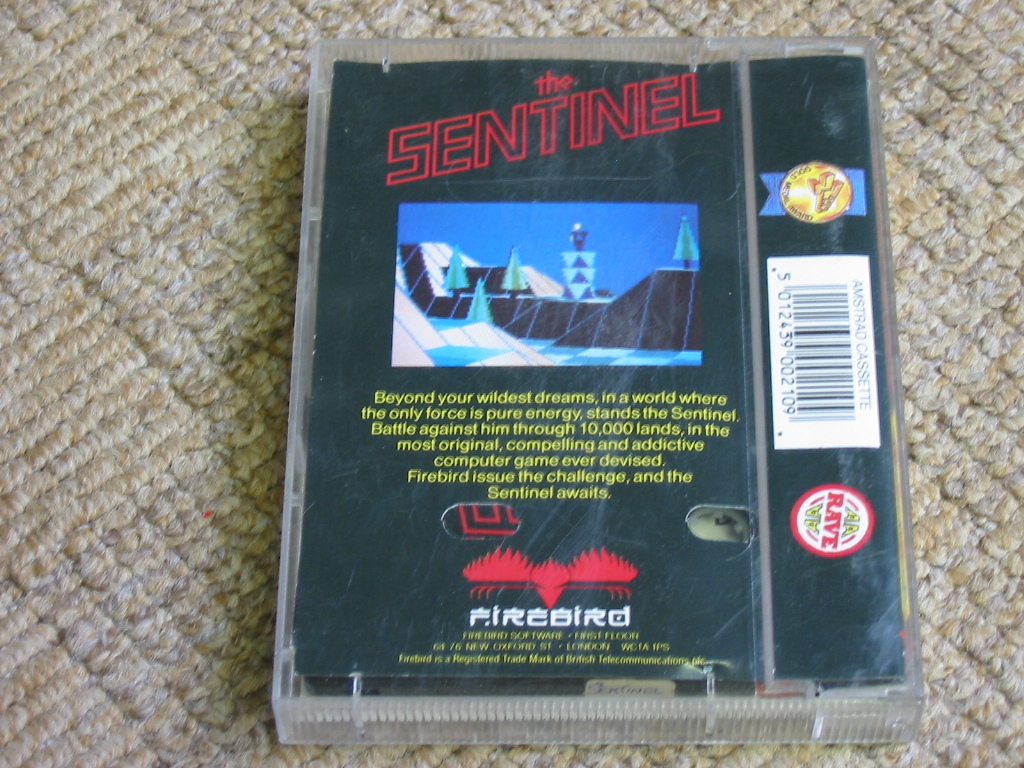 the
SENTINEL
Beyond your wildest dreams, in a world where
the only force is pure energy, stands the Sentinel.
Battle against him through 10,000 lands, in the
most original, compelling and addictive
computer game ever devised.
Firebird issue the challenge, and the
Sentinel awaits.
FIREBIRD
FIREBIRD SOFTWARE • FIRST FLOOR
64-76 NEW OXFORD ST • LONDON WC1A 1PS
Firebird is a Registered Trade Mark of British Telecommunications plc
SENTINEL
GOLD MEDAL AWARD
AMSTRAD CASSETTE
5 012439 002109
AA
RAVE